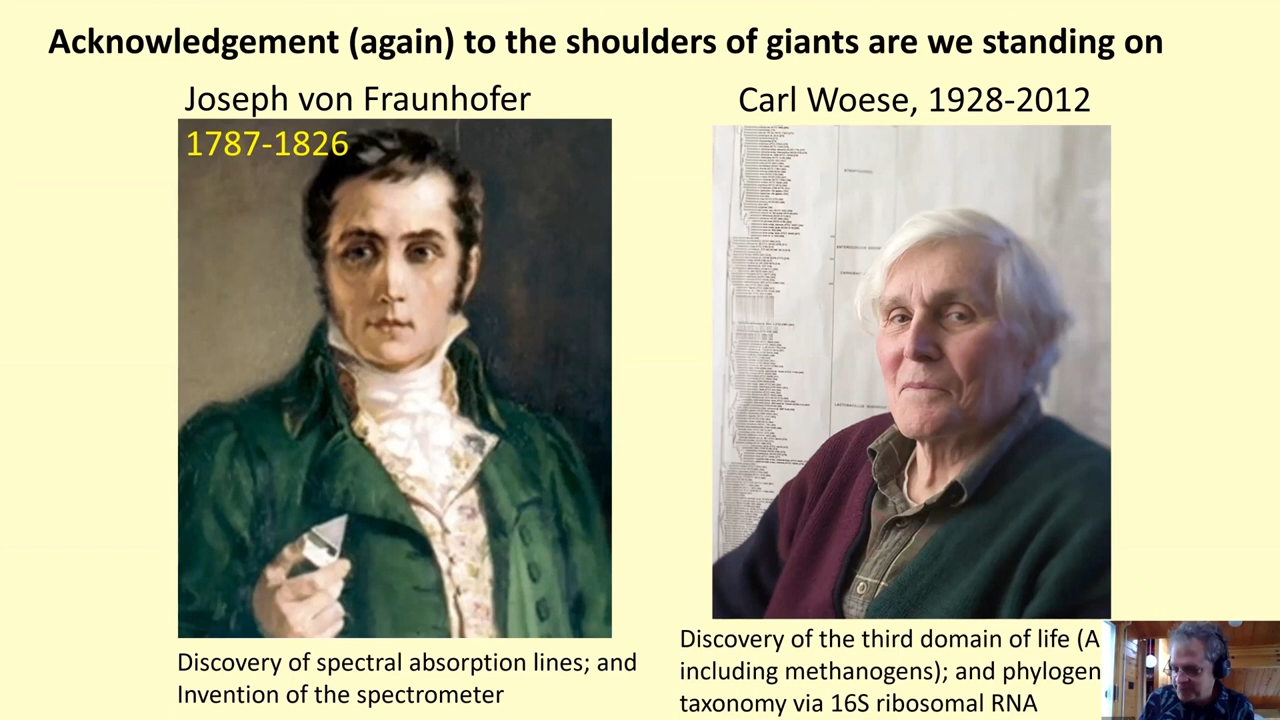 Acknowledgement (again) to the shoulders of giants are we standing on
Joseph von Fraunhofer
1787-1826
Discovery of spectral absorption lines; and
Invention of the spectrometer
Carl Woese, 1928-2012
Discovery of the third domain of life (A
including methanogens); and phylogen
taxonomy via 16S ribosomal RNA